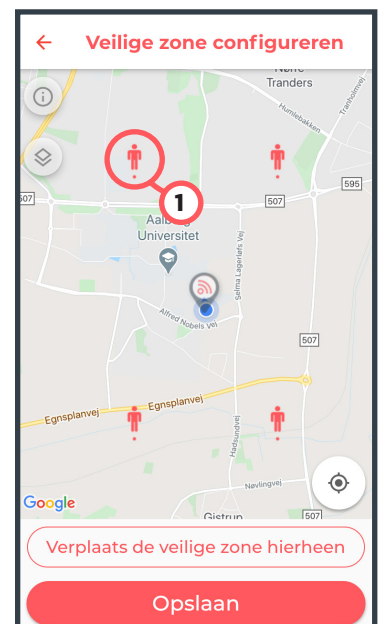 Veilige zone configureren
Nørre
Tranders
Humlebakken
Tranholmvej
595
507
507
1
Aalborg
Universitet
Selma Lagerløfs Vej
Alfred Nobels Vej
507
Egnsplanvej
Egnsplanvej
Hadsundvej
Nøvlingvej
Google
Gistrup
507
Verplaats de veilige zone hierheen
Opslaan